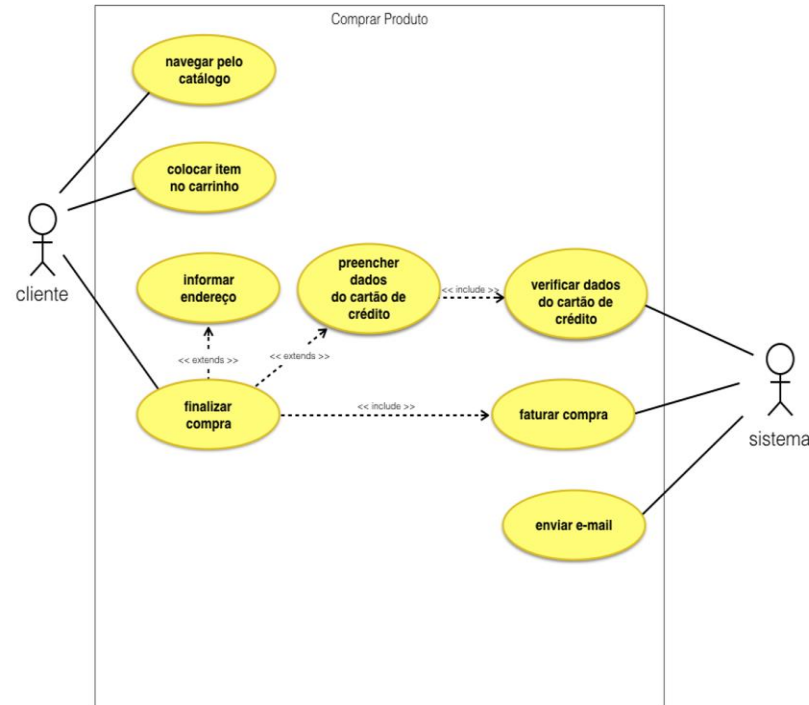 Comprar Produto
navegar pelo
catálogo
colocar item
no carrinho
cliente
informar
endereço
preencher
dados
do cartão de
crédito
<< include >>
verificar dados
do cartão de
crédito
<< extends >>
<< extends >>
finalizar
compra
<< include >>
faturar compra
sistema
enviar e-mail